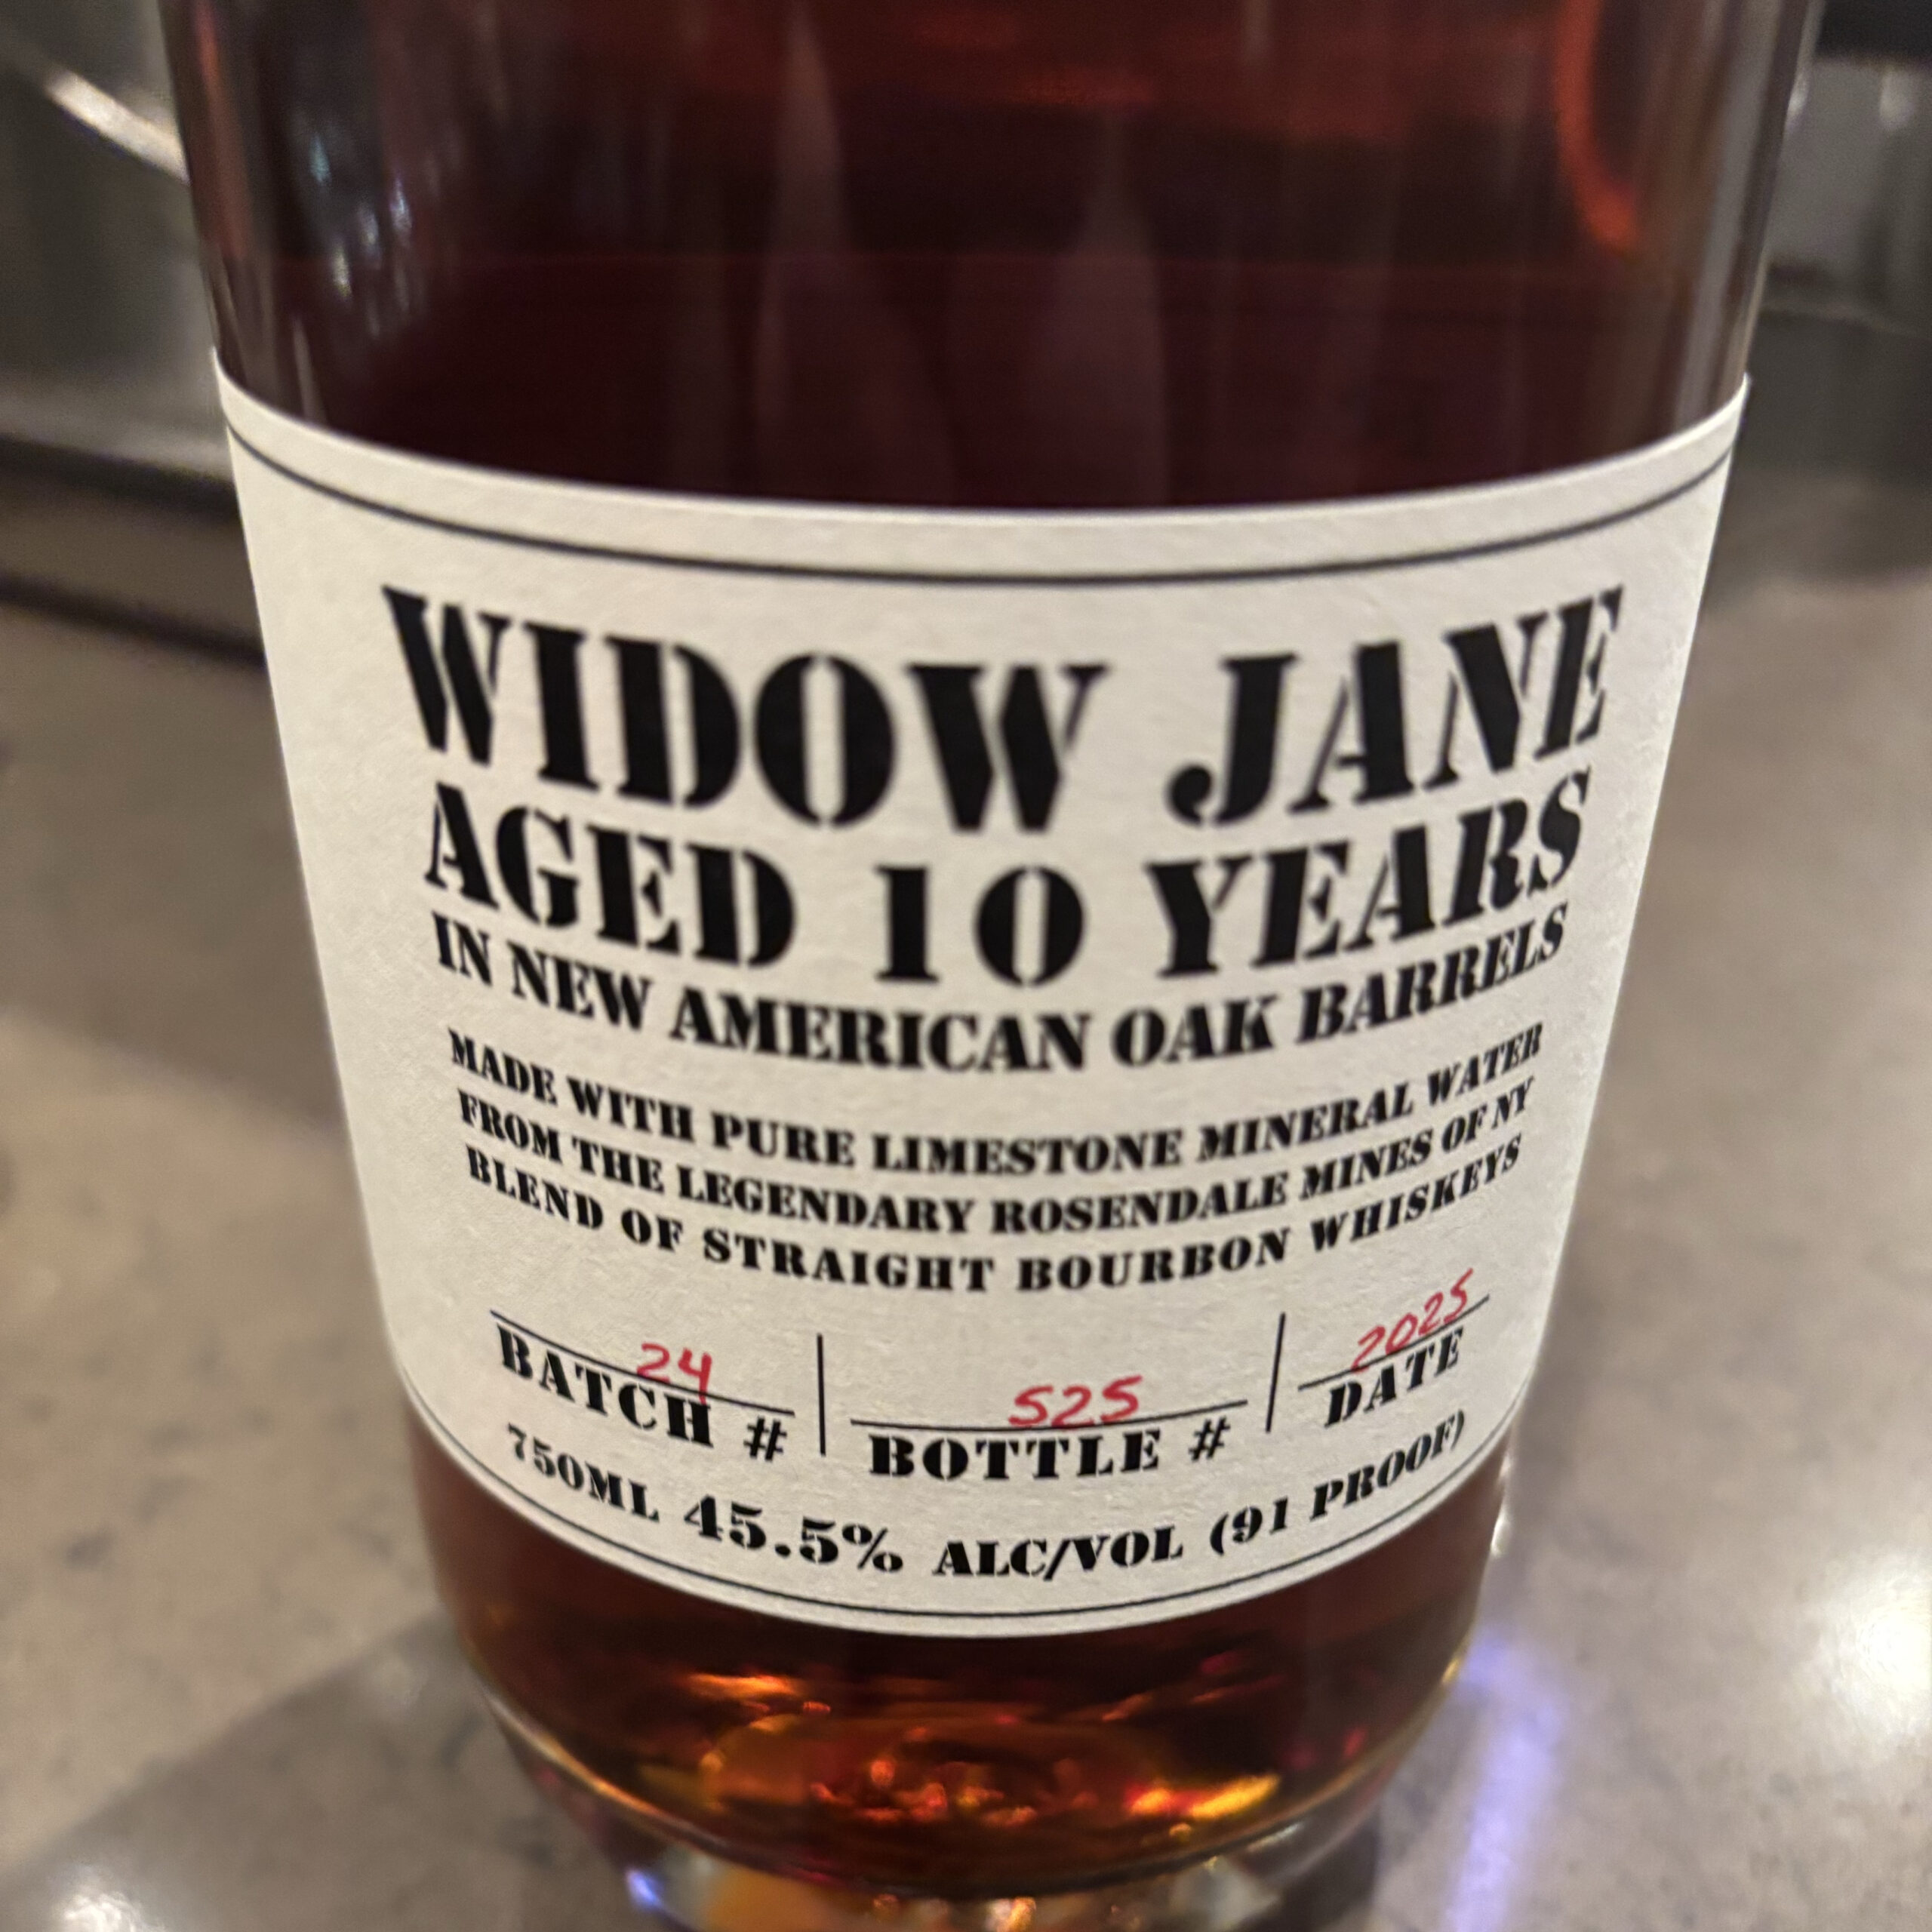 WIDOW JANE
AGED 10 YEARS
IN NEW AMERICAN OAK BARRELS
MADE WITH PURE LIMESTONE MINERAL WATER
FROM THE LEGENDARY ROSENDALE MINES OF NY
BLEND OF STRAIGHT BOURBON WHISKEYS
24 525 2025
BATCH # BOTTLE # DATE
750ML 45.5% ALC/VOL (91 PROOF)